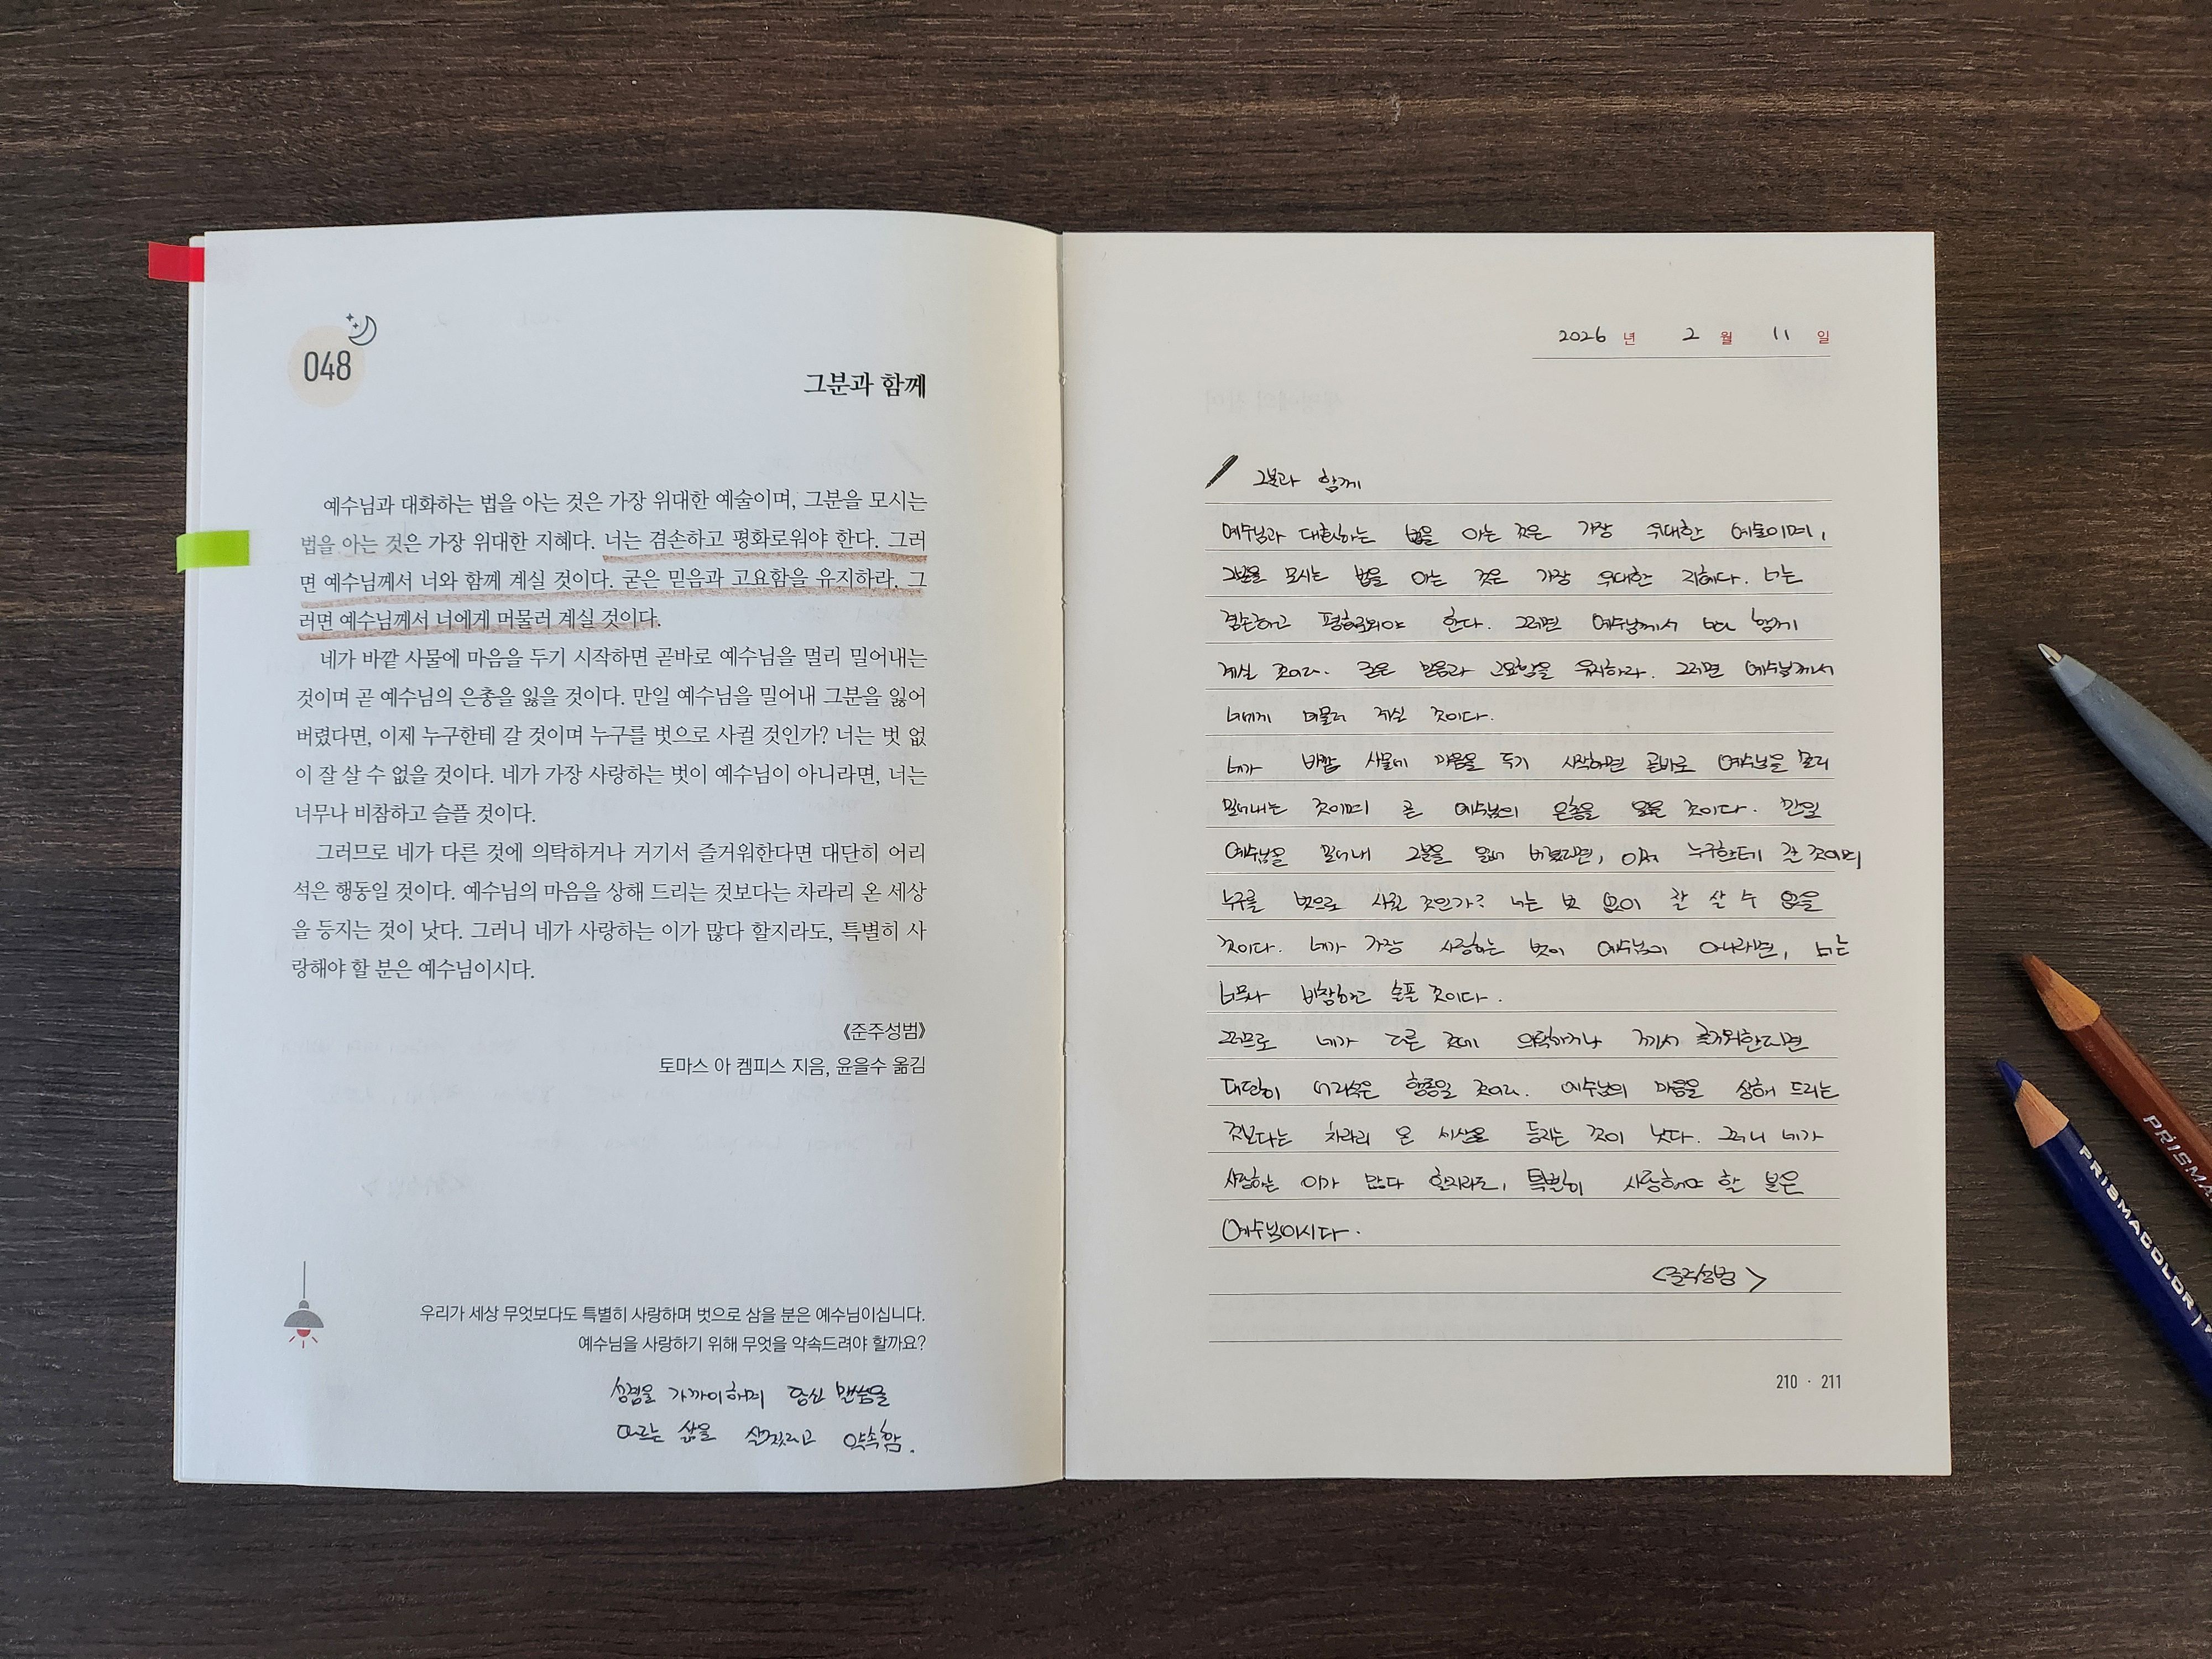 048
그분과 함께
예수님과 대화하는 법을 아는 것은 가장 위대한 예술이며, 그분을 모시는
법을 아는 것은 가장 위대한 지혜다. 너는 겸손하고 평화로워야 한다. 그러
면 예수님께서 너와 함께 계실 것이다. 굳은 믿음과 고요함을 유지하라. 그
러면 예수님께서 너에게 머물러 계실 것이다.
네가 바깥 사물에 마음을 두기 시작하면 곧바로 예수님을 멀리 밀어내는
것이며 곧 예수님의 은총을 잃을 것이다. 만일 예수님을 밀어내 그분을 잃어
버렸다면, 이제 누구한테 갈 것이며 누구를 벗으로 사귈 것인가? 너는 벗 없
이 잘 살 수 없을 것이다. 네가 가장 사랑하는 벗이 예수님이 아니라면, 너는
너무나 비참하고 슬플 것이다.
그러므로 네가 다른 것에 의탁하거나 거기서 즐거워한다면 대단히 어리
석은 행동일 것이다. 예수님의 마음을 상해 드리는 것보다는 차라리 온 세상
을 등지는 것이 낫다. 그러니 네가 사랑하는 이가 많다 할지라도, 특별히 사
랑해야 할 분은 예수님이시다.
《준주성범》
토마스 아 켐피스 지음, 윤을수 옮김
우리가 세상 무엇보다도 특별히 사랑하며 벗으로 삼을 분은 예수님이십니다.
예수님을 사랑하기 위해 무엇을 약속드려야 할까요?
성경을 가까이하며 당신 말씀을
따르는 삶을 살겠다고 약속함.
2026 년 2 월 11 일
그분과 함께
예수님과 대화하는 법을 아는 것은 가장 위대한 예술이며,
그분을 모시는 법을 아는 것은 가장 위대한 지혜다. 너는
겸손하고 평화로워야 한다. 그러면 예수님께서 너와 함께
계실 것이다. 굳은 믿음과 고요함을 유지하라. 그러면 예수님께서
너에게 머물러 계실 것이다.
네가 바깥 사물에 마음을 두기 시작하면 곧바로 예수님을 멀리
밀어내는 것이며 곧 예수님의 은총을 잃을 것이다. 만일
예수님을 밀어내 그분을 잃어 버렸다면, 이제 누구한테 갈 것이며
누구를 벗으로 사귈 것인가? 너는 벗 없이 잘 살 수 없을
것이다. 네가 가장 사랑하는 벗이 예수님이 아니라면, 너는
너무나 비참하고 슬플 것이다.
그러므로 네가 다른 것에 의탁하거나 거기서 즐거워한다면
대단히 어리석은 행동일 것이다. 예수님의 마음을 상해 드리는
것보다는 차라리 온 세상을 등지는 것이 낫다. 그러니 네가
사랑하는 이가 많다 할지라도, 특별히 사랑해야 할 분은
예수님이시다.
<준주성범>
210 · 211
PRISMA
PRISMACOLOR